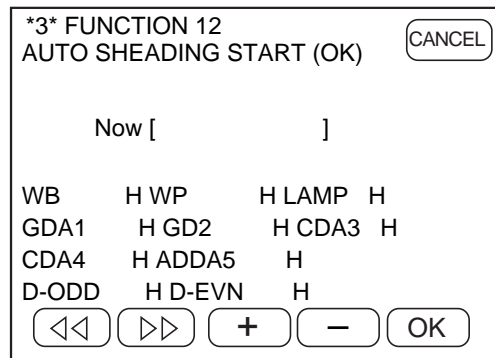 *3* FUNCTION 12
CANCEL
AUTO SHEADING START (OK)
Now [ ]
WB H WP H LAMP H
GDA1 H GD2 H CDA3 H
CDA4 H ADDA5 H
D-ODD H D-EVN H
+ − OK